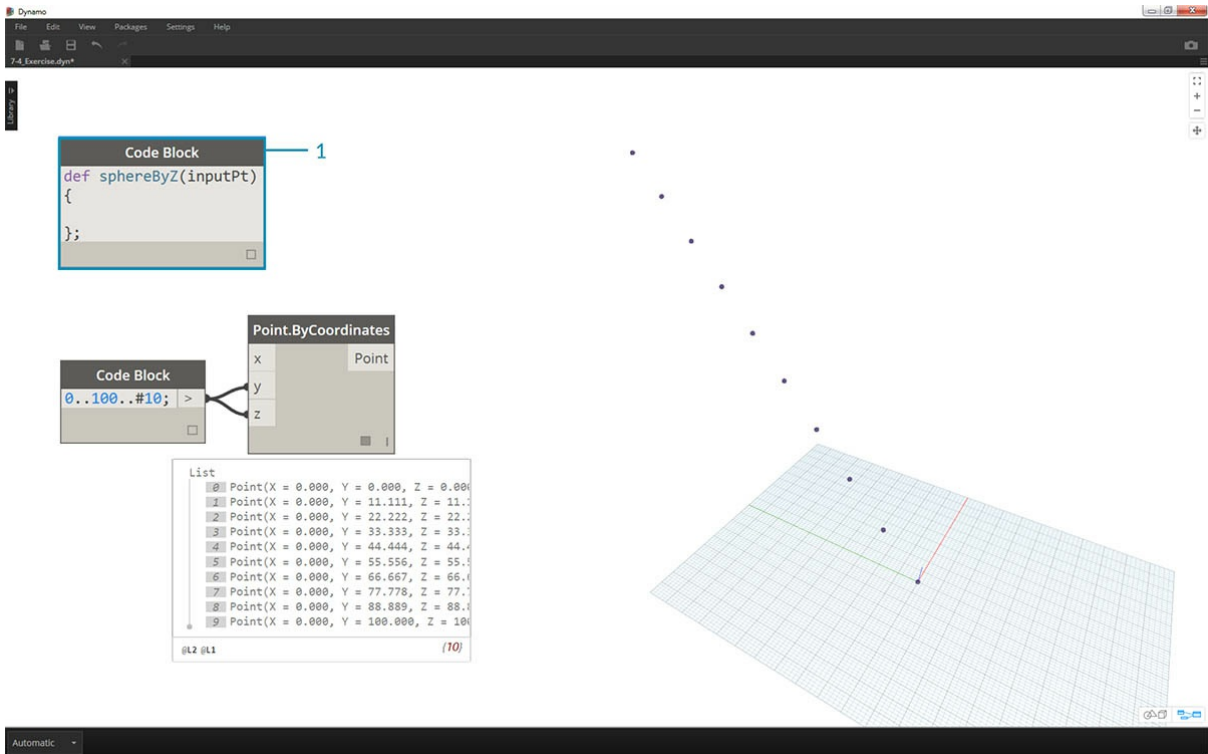 Dynamo
File Edit View Packages Settings Help
7-4_Exercise.dyn*
Library
Code Block
def sphereByZ(inputPt)
{
};
1
Point.ByCoordinates
x Point
y
z
Code Block
0..100..#10; >
List
0 Point(X = 0.000, Y = 0.000, Z = 0.000
1 Point(X = 0.000, Y = 11.111, Z = 11.
2 Point(X = 0.000, Y = 22.222, Z = 22.
3 Point(X = 0.000, Y = 33.333, Z = 33.
4 Point(X = 0.000, Y = 44.444, Z = 44.
5 Point(X = 0.000, Y = 55.556, Z = 55.
6 Point(X = 0.000, Y = 66.667, Z = 66.
7 Point(X = 0.000, Y = 77.778, Z = 77.
8 Point(X = 0.000, Y = 88.889, Z = 88.
9 Point(X = 0.000, Y = 100.000, Z = 100
@L2 @L1 {10}
Automatic